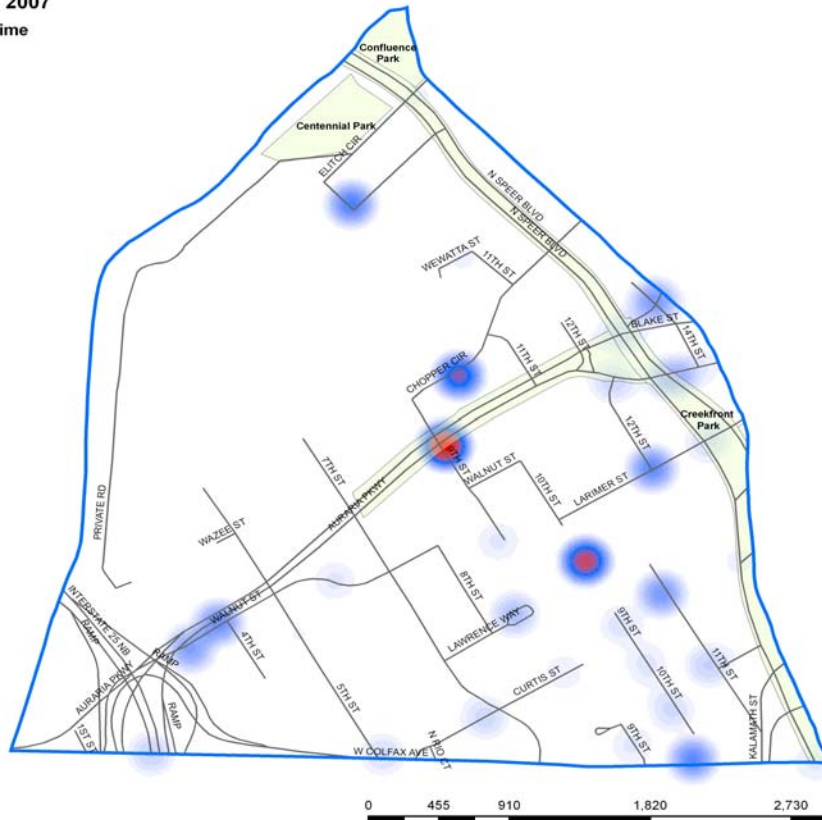 2007
ime
Confluence
Park
Centennial Park
ELITCH CIR
N SPEER BLVD
N SPEER BLVD
WEWATTA ST
11TH ST
12TH ST
BLAKE ST
14TH ST
11TH ST
CHOPPER CIR
Creekfront
Park
12TH ST
9TH ST
WALNUT ST
10TH ST
LARIMER ST
7TH ST
AURARIA PKWY
PRIVATE RD
WAZEE ST
INTERSTATE 25 NB
RAMP
WALNUT ST
8TH ST
LAWRENCE WAY
4TH ST
RAMP
AURARIA PKWY
9TH ST
10TH ST
11TH ST
CURTIS ST
5TH ST
RAMP
1ST ST
N RIO CT
9TH ST
KALAMATH ST
W COLFAX AVE
0 455 910 1,820 2,730